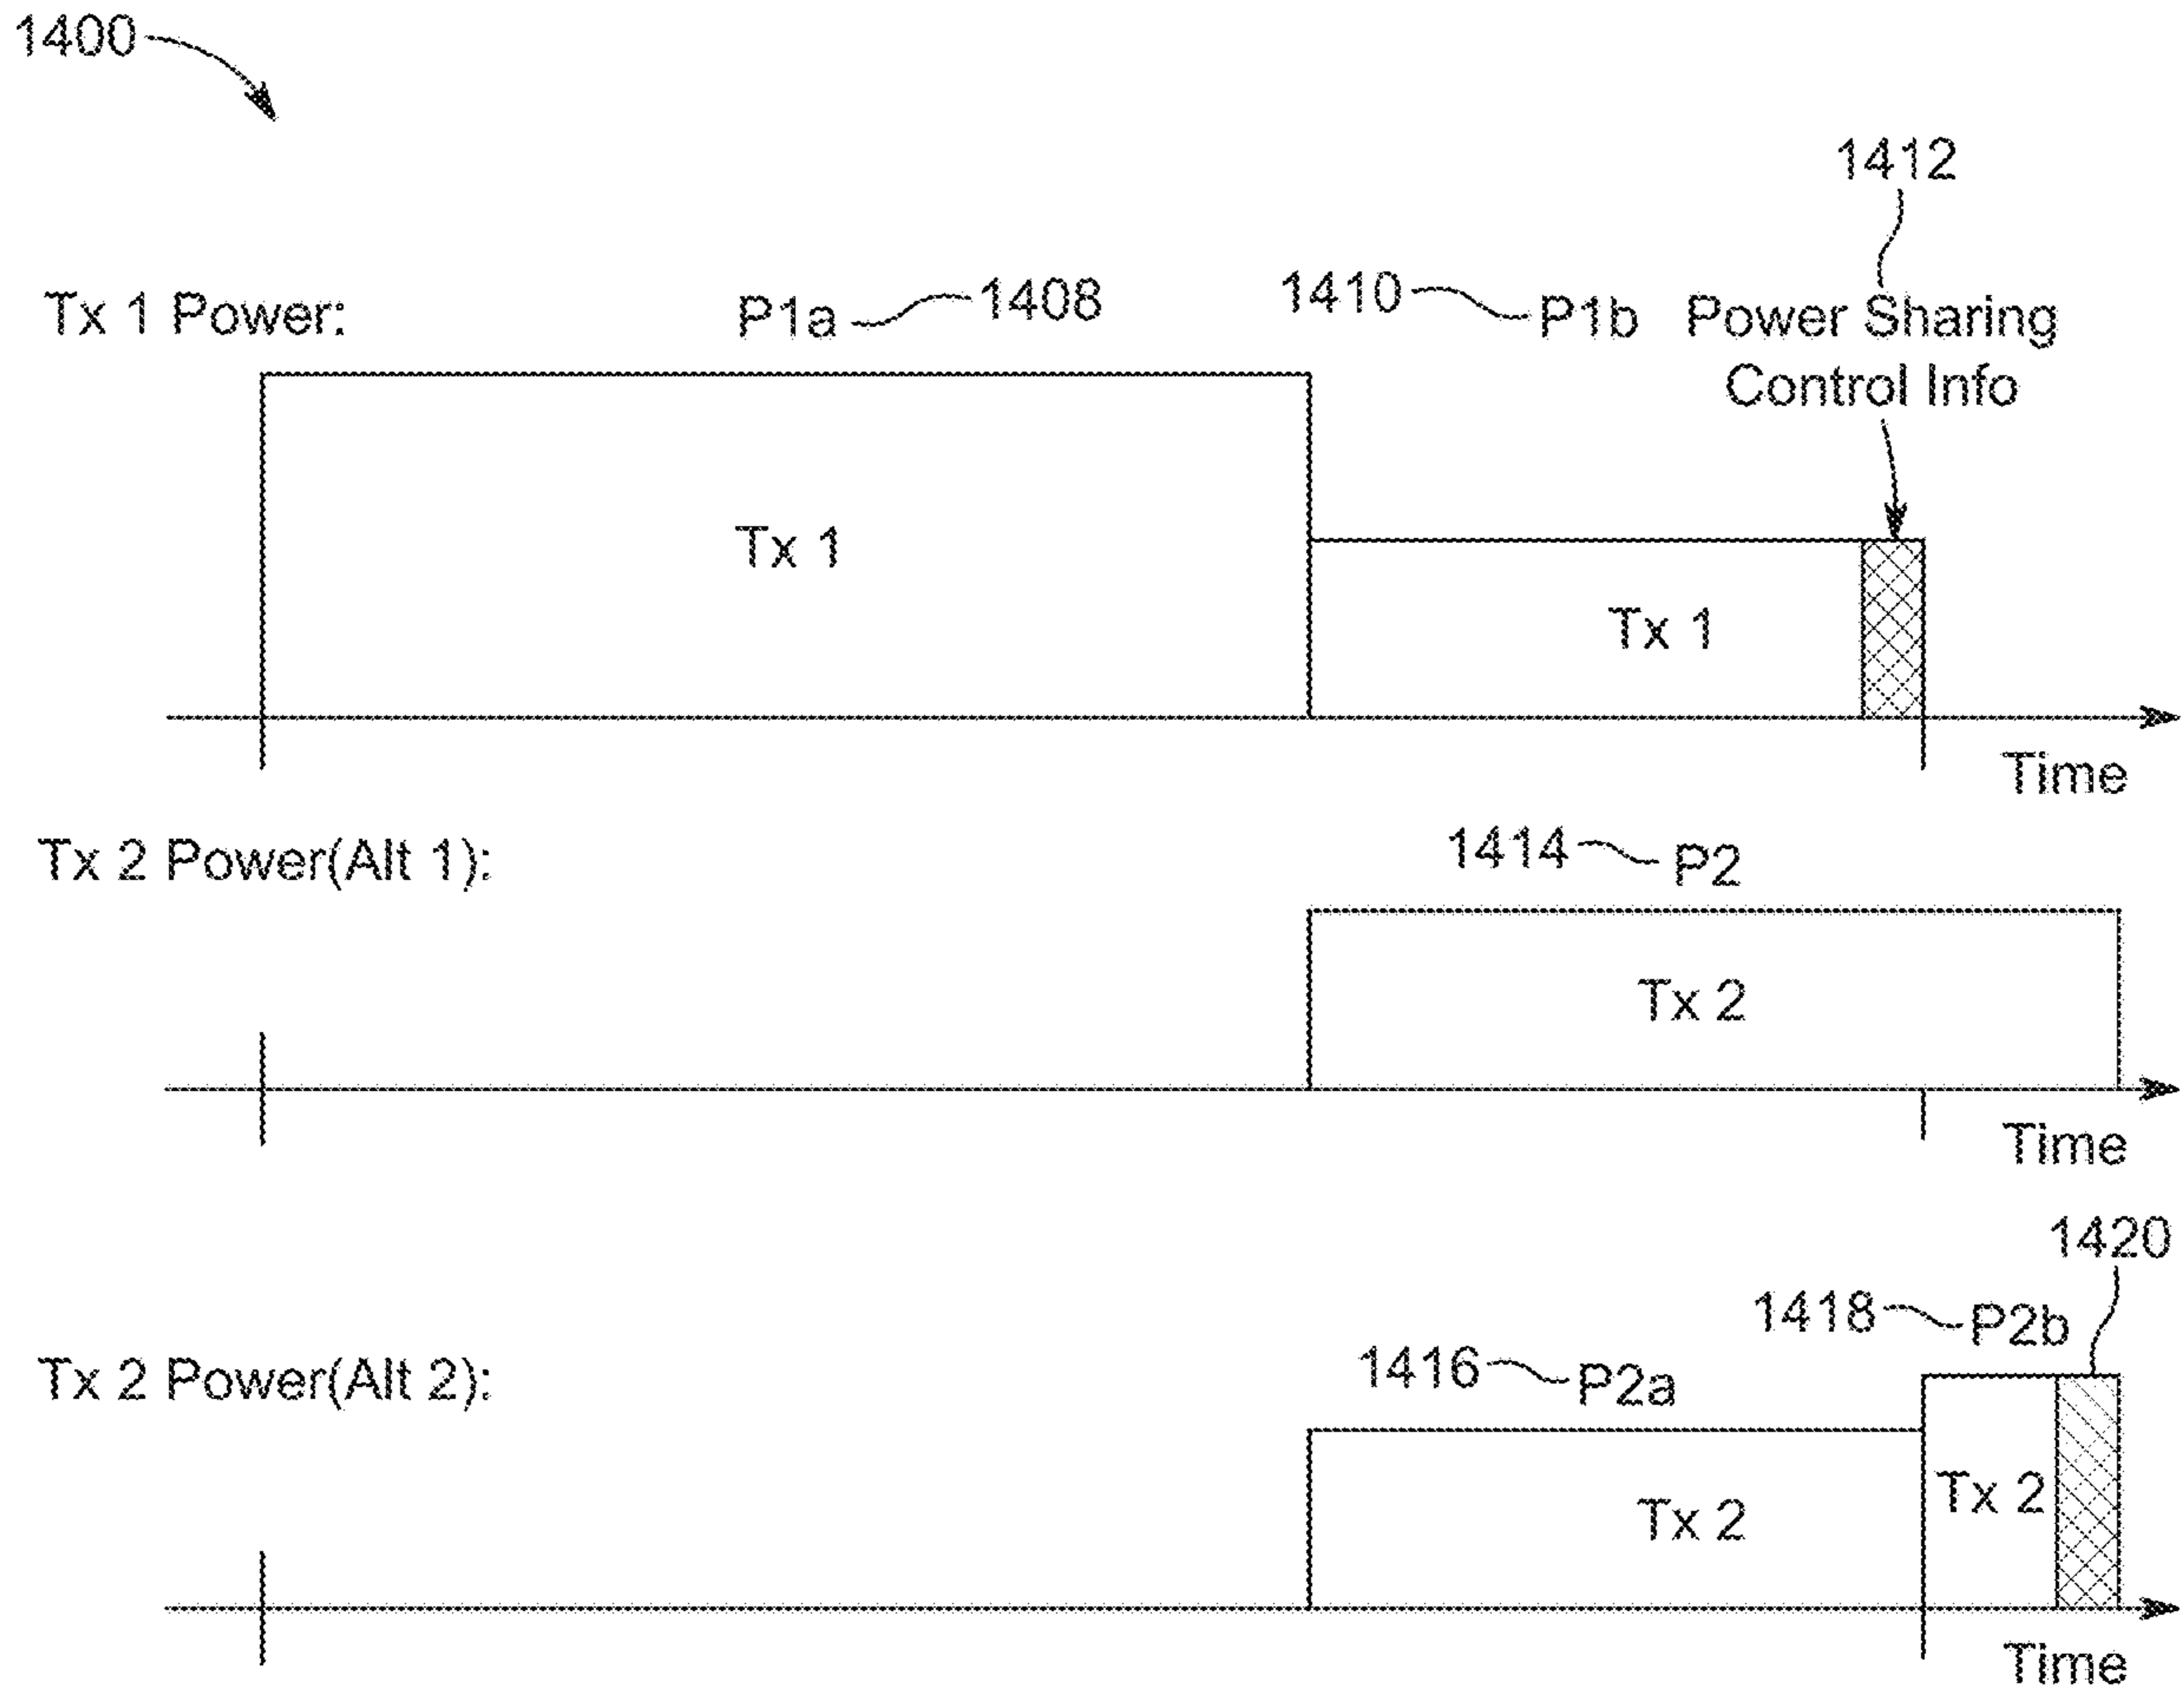 1400
1412
Tx 1 Power:
P1a
1408
1410
P1b
Power Sharing
Control Info
Tx 1
Tx 1
Time
Tx 2 Power(Alt 1):
1414
P2
Tx 2
Time
1420
1418
P2b
Tx 2 Power(Alt 2):
1416
P2a
Tx 2
Tx 2
Time